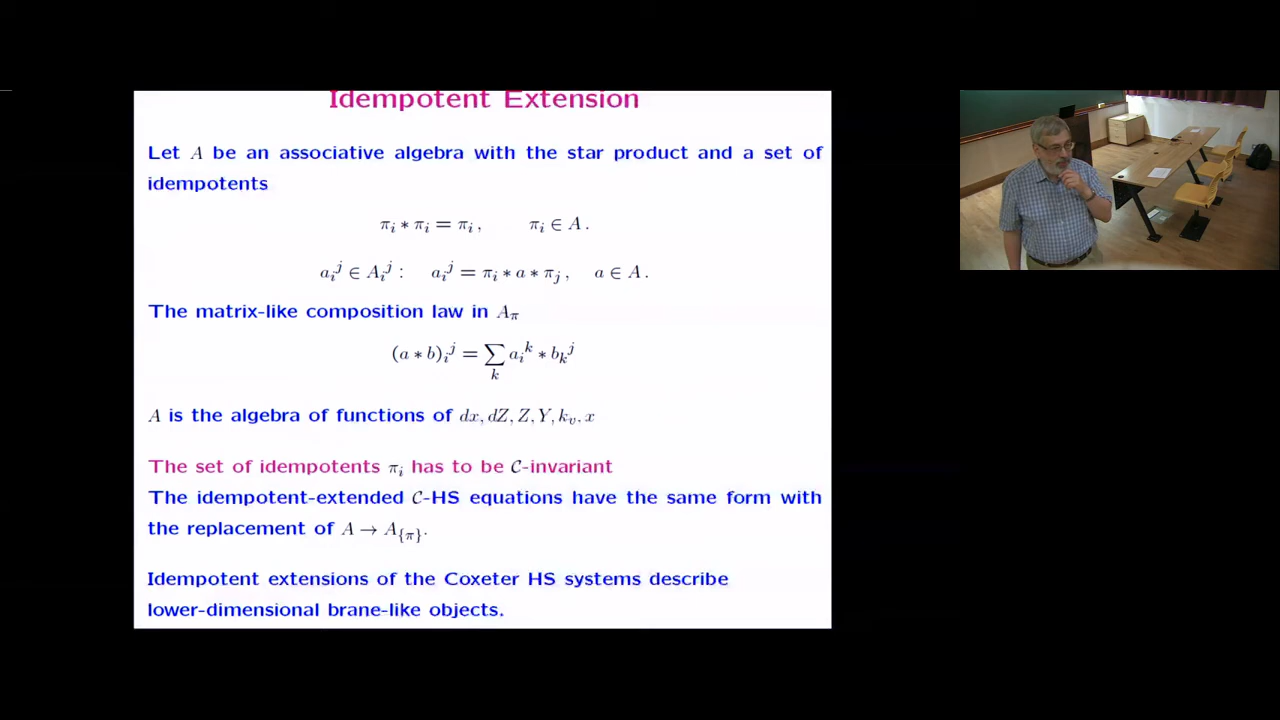 Idempotent Extension
Let A be an associative algebra with the star product and a set of
idempotents
π_i ∗ π_i = π_i , π_i ∈ A .
a_i^j ∈ A_i^j : a_i^j = π_i ∗ a ∗ π_j , a ∈ A .
The matrix-like composition law in A_π
(a ∗ b)_i^j = ∑_k a_i^k ∗ b_k^j
A is the algebra of functions of dx, dZ, Z, Y, k_v, x
The set of idempotents π_i has to be 𝒞-invariant
The idempotent-extended 𝒞-HS equations have the same form with
the replacement of A → A_{π}.
Idempotent extensions of the Coxeter HS systems describe
lower-dimensional brane-like objects.